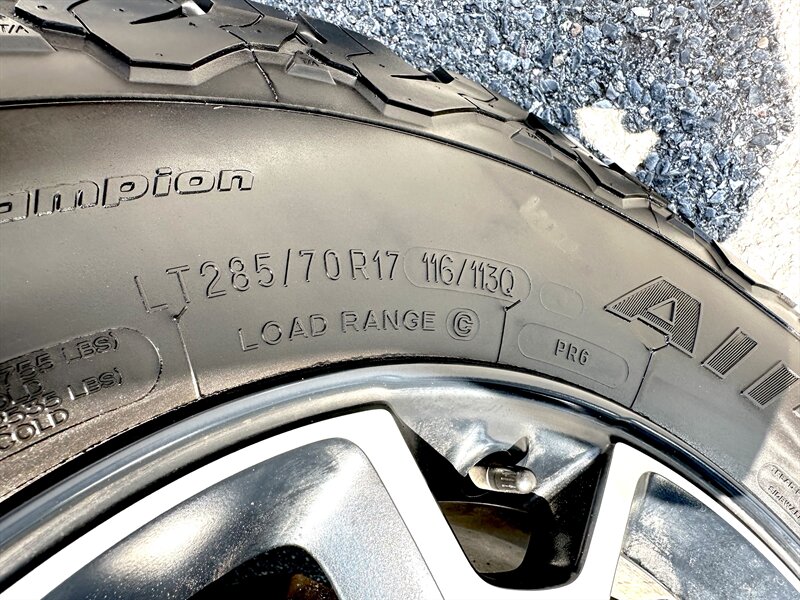 T/A
ampion
LT285/70R17 116/113Q
LOAD RANGE C
PR6
LBS)
LBS)
COLD